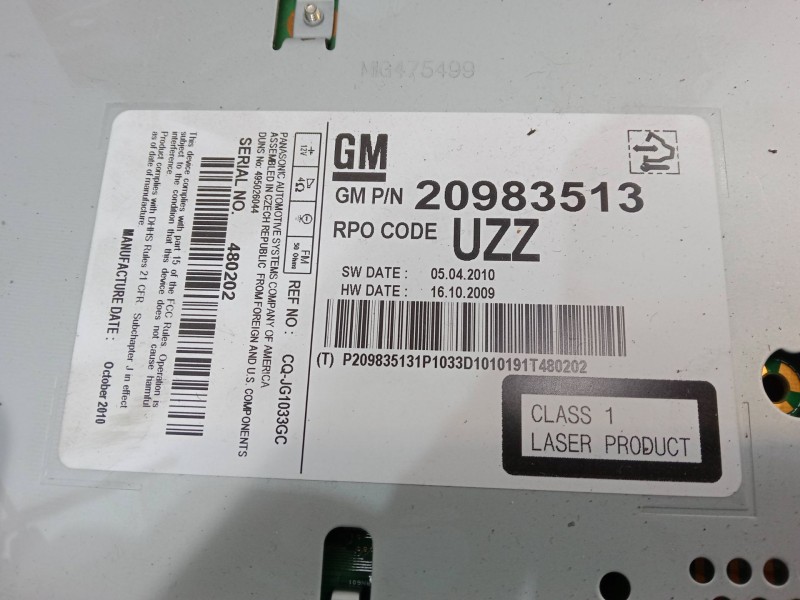 MG475499
GM
GM P/N 20983513
RPO CODE UZZ
SW DATE : 05.04.2010
HW DATE : 16.10.2009
(T) P209835131P1033D1010191T480202
CLASS 1
LASER PRODUCT
12V
4Ω
FM
50 Ohm
REF NO : CQ-JG1033GC
PANASONIC AUTOMOTIVE SYSTEMS COMPANY OF AMERICA
ASSEMBLED IN CZECH REPUBLIC FROM FOREIGN AND U.S. COMPONENTS
DUNS No: 495026044
SERIAL NO. 480202
This device complies with part 15 of the FCC Rules. Operation is
subject to the condition that this device does not cause harmful
interference
Product complies with DHHS Rules 21 CFR. Subchapter J in effect
as of date of manufacture.
MANUFACTURE DATE : October 2010